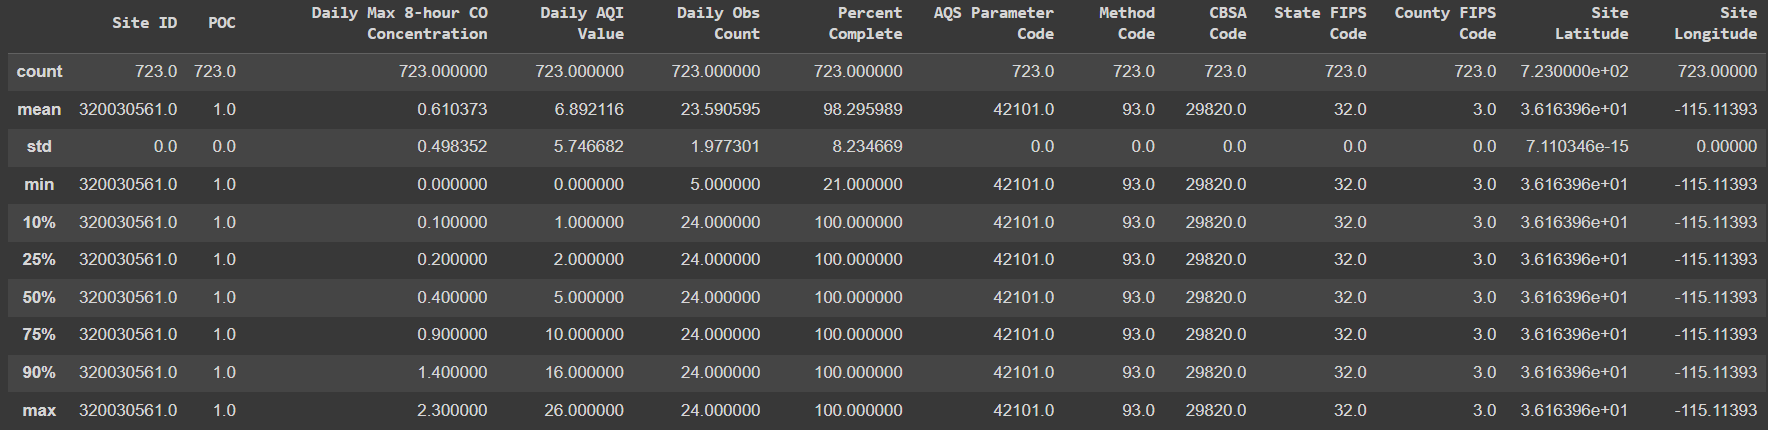 Site ID POC Daily Max 8-hour CO Concentration Daily AQI Value Daily Obs Count Percent Complete AQS Parameter Code Method Code CBSA Code State FIPS Code County FIPS Code Site Latitude Site Longitude
count 723.0 723.0 723.000000 723.000000 723.000000 723.000000 723.0 723.0 723.0 723.0 723.0 7.230000e+02 723.00000
mean 320030561.0 1.0 0.610373 6.892116 23.590595 98.295989 42101.0 93.0 29820.0 32.0 3.0 3.616396e+01 -115.11393
std 0.0 0.0 0.498352 5.746682 1.977301 8.234669 0.0 0.0 0.0 0.0 0.0 7.110346e-15 0.00000
min 320030561.0 1.0 0.000000 0.000000 5.000000 21.000000 42101.0 93.0 29820.0 32.0 3.0 3.616396e+01 -115.11393
10% 320030561.0 1.0 0.100000 1.000000 24.000000 100.000000 42101.0 93.0 29820.0 32.0 3.0 3.616396e+01 -115.11393
25% 320030561.0 1.0 0.200000 2.000000 24.000000 100.000000 42101.0 93.0 29820.0 32.0 3.0 3.616396e+01 -115.11393
50% 320030561.0 1.0 0.400000 5.000000 24.000000 100.000000 42101.0 93.0 29820.0 32.0 3.0 3.616396e+01 -115.11393
75% 320030561.0 1.0 0.900000 10.000000 24.000000 100.000000 42101.0 93.0 29820.0 32.0 3.0 3.616396e+01 -115.11393
90% 320030561.0 1.0 1.400000 16.000000 24.000000 100.000000 42101.0 93.0 29820.0 32.0 3.0 3.616396e+01 -115.11393
max 320030561.0 1.0 2.300000 26.000000 24.000000 100.000000 42101.0 93.0 29820.0 32.0 3.0 3.616396e+01 -115.11393